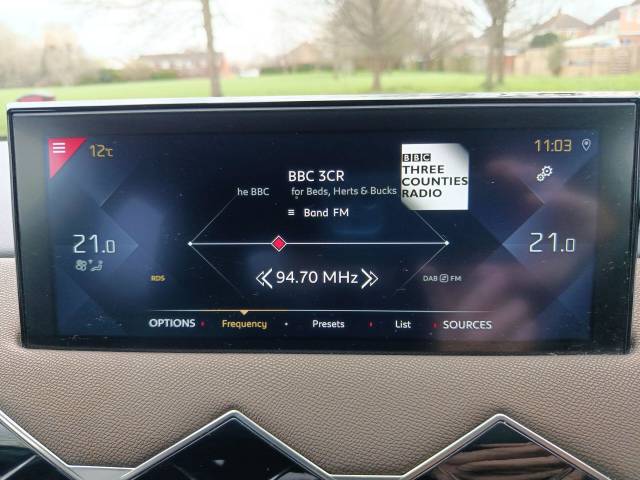 12°C
11:03
BBC 3CR
he BBC for Beds, Herts & Bucks
Band FM
BBC
THREE
COUNTIES
RADIO
21.0
21.0
RDS
94.70 MHz
DAB FM
OPTIONS Frequency Presets List SOURCES